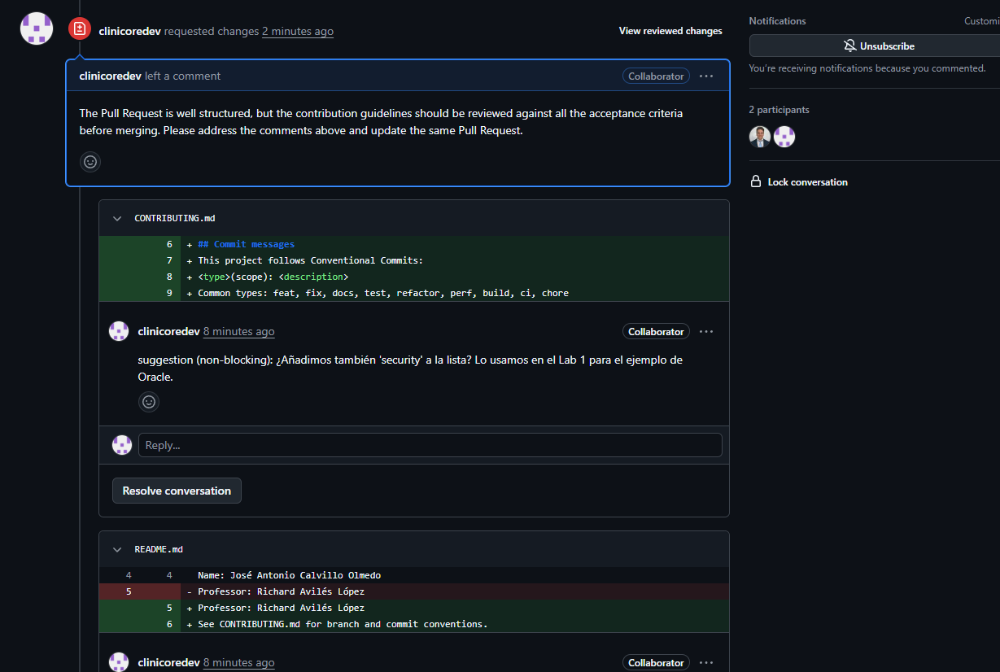 clinicoredev requested changes 2 minutes ago
View reviewed changes
clinicoredev left a comment
Collaborator
The Pull Request is well structured, but the contribution guidelines should be reviewed against all the acceptance criteria
before merging. Please address the comments above and update the same Pull Request.
CONTRIBUTING.md
6 + ## Commit messages
7 + This project follows Conventional Commits:
8 + <type>(scope): <description>
9 + Common types: feat, fix, docs, test, refactor, perf, build, ci, chore
clinicoredev 8 minutes ago
Collaborator
suggestion (non-blocking): ¿Añadimos también 'security' a la lista? Lo usamos en el Lab 1 para el ejemplo de
Oracle.
Reply...
Resolve conversation
README.md
4 4 Name: José Antonio Calvillo Olmedo
5 - Professor: Richard Avilés López
5 + Professor: Richard Avilés López
6 + See CONTRIBUTING.md for branch and commit conventions.
clinicoredev 8 minutes ago
Collaborator
Notifications
Customi
Unsubscribe
You're receiving notifications because you commented.
2 participants
Lock conversation